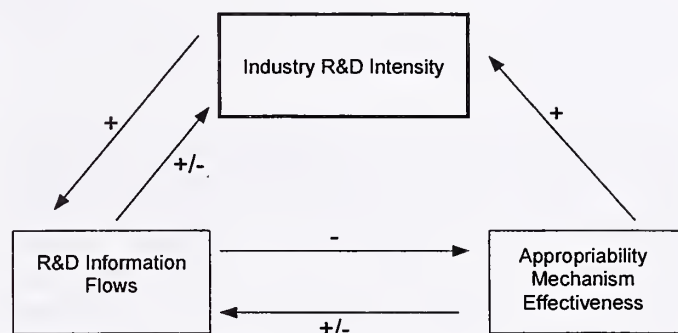 Industry R&D Intensity
+
+/-
+
R&D Information
Flows
-
Appropriability
Mechanism
Effectiveness
+/-